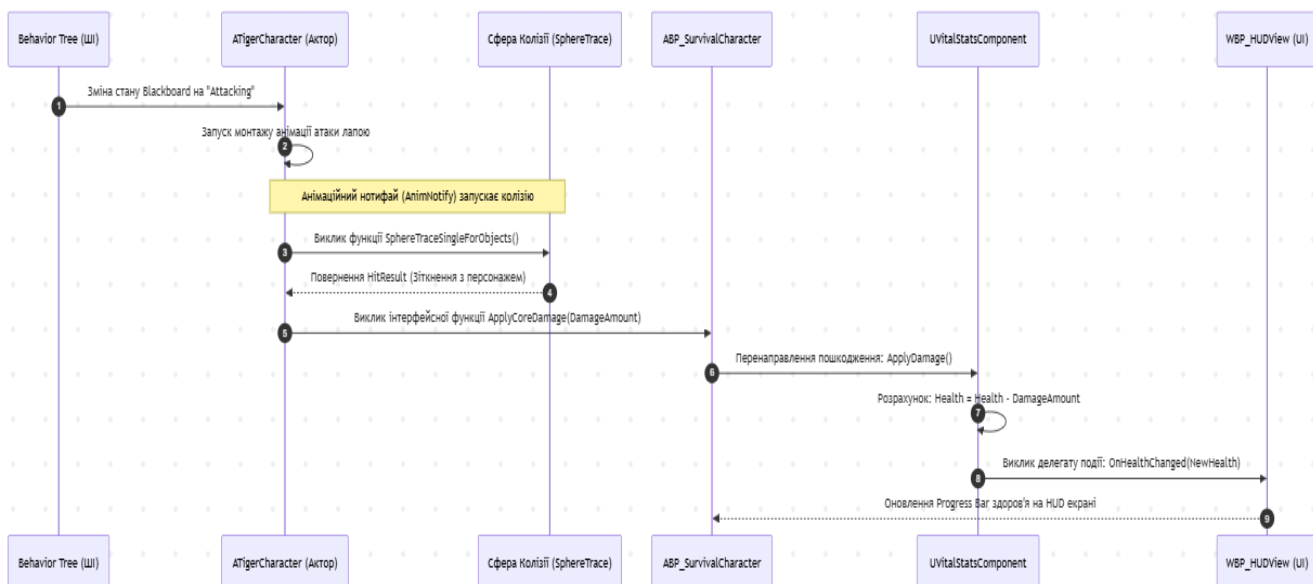 Behavior Tree (ШІ)
ATigerCharacter (Актор)
Сфера Колізії (SphereTrace)
ABP_SurvivalCharacter
UVitalStatsComponent
WBP_HUDView (UI)
1
Зміна стану Blackboard на "Attacking"
Запуск монтажу анімації атаки лапою
2
Анімаційний нотифай (AnimNotify) запускає колізію
3
Виклик функції SphereTraceSingleForObjects()
Повернення HitResult (Зіткнення з персонажем)
4
5
Виклик інтерфейсної функції ApplyCoreDamage(DamageAmount)
6
Перенаправлення пошкодження: ApplyDamage()
Розрахунок: Health = Health - DamageAmount
7
8
Виклик делегату події: OnHealthChanged(NewHealth)
Оновлення Progress Bar здоров'я на HUD екрані
9
Behavior Tree (ШІ)
ATigerCharacter (Актор)
Сфера Колізії (SphereTrace)
ABP_SurvivalCharacter
UVitalStatsComponent
WBP_HUDView (UI)